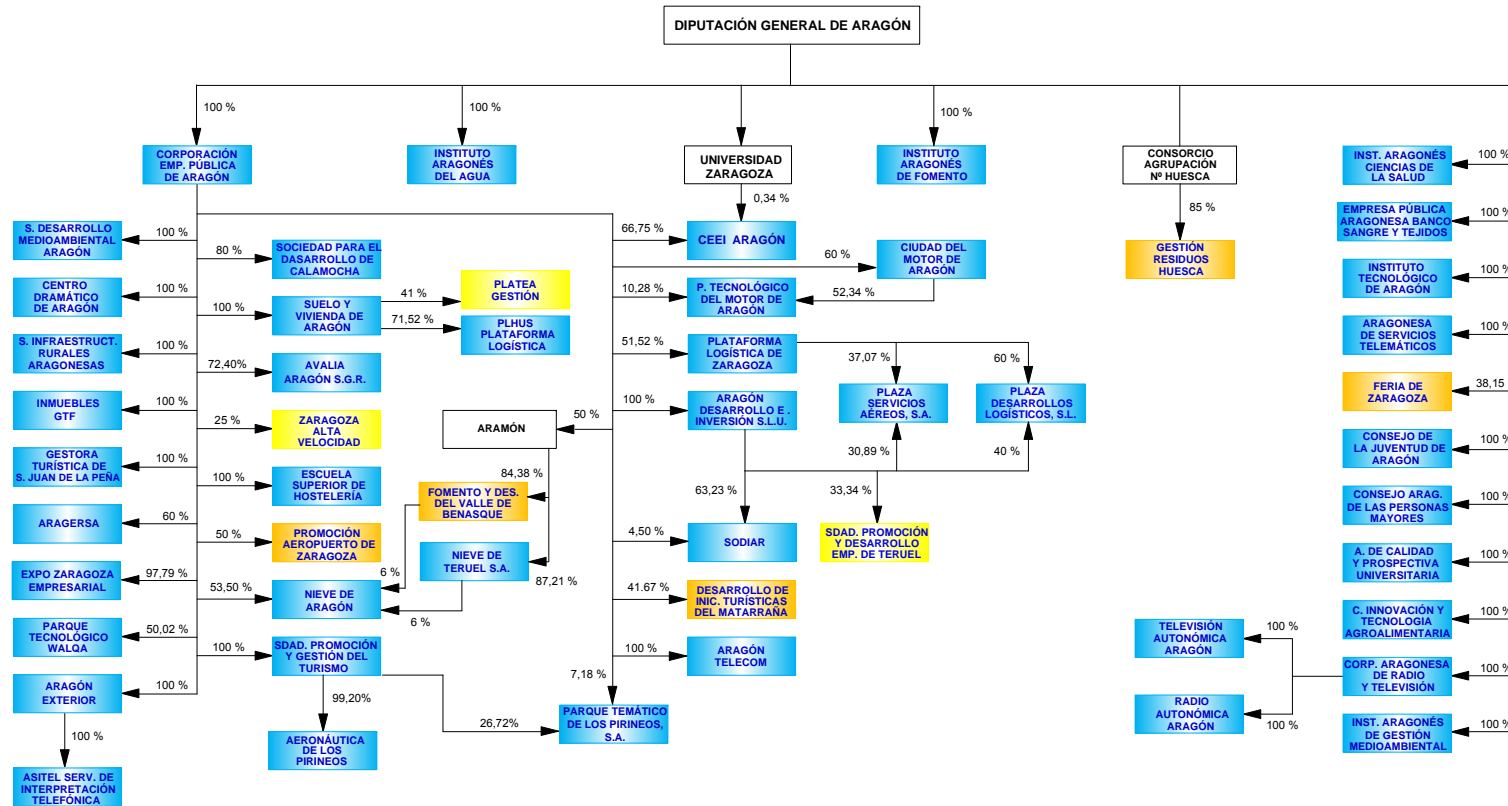 DIPUTACIÓN GENERAL DE ARAGÓN
100 %
100 %
100 %
CORPORACIÓN
EMP. PÚBLICA
DE ARAGÓN
INSTITUTO
ARAGONÉS
DEL AGUA
UNIVERSIDAD
ZARAGOZA
INSTITUTO
ARAGONÉS
DE FOMENTO
CONSORCIO
AGRUPACIÓN
Nº HUESCA
INST. ARAGONÉS
CIENCIAS DE
LA SALUD
100 %
0,34 %
85 %
S. DESARROLLO
MEDIOAMBIENTAL
ARAGÓN
100 %
80 %
SOCIEDAD PARA EL
DASARROLLO DE
CALAMOCHA
66,75 %
CEEI ARAGÓN
60 %
CIUDAD DEL
MOTOR DE
ARAGÓN
GESTIÓN
RESIDUOS
HUESCA
EMPRESA PÚBLICA
ARAGONESA BANCO
SANGRE Y TEJIDOS
100 %
CENTRO
DRAMÁTICO
DE ARAGÓN
100 %
100 %
SUELO Y
VIVIENDA DE
ARAGÓN
41 %
PLATEA
GESTIÓN
71,52 %
PLHUS
PLATAFORMA
LOGÍSTICA
10,28 %
P. TECNOLÓGICO
DEL MOTOR DE
ARAGÓN
52,34 %
INSTITUTO
TECNOLÓGICO
DE ARAGÓN
100 %
S. INFRAESTRUCT.
RURALES
ARAGONESAS
100 %
72,40%
AVALIA
ARAGÓN S.G.R.
51,52 %
PLATAFORMA
LOGÍSTICA DE
ZARAGOZA
37,07 %
60 %
ARAGONESA
DE SERVICIOS
TELEMÁTICOS
100 %
INMUEBLES
GTF
100 %
25 %
ZARAGOZA
ALTA
VELOCIDAD
ARAMÓN
50 %
100 %
ARAGÓN
DESARROLLO E .
INVERSIÓN S.L.U.
PLAZA
SERVICIOS
AÉREOS, S.A.
PLAZA
DESARROLLOS
LOGÍSTICOS, S.L.
FERIA DE
ZARAGOZA
38,15
30,89 %
40 %
GESTORA
TURÍSTICA DE
S. JUAN DE LA PEÑA
100 %
100 %
ESCUELA
SUPERIOR DE
HOSTELERÍA
84,38 %
FOMENTO Y DES.
DEL VALLE DE
BENASQUE
63,23 %
33,34 %
CONSEJO DE
LA JUVENTUD DE
ARAGÓN
100 %
CONSEJO ARAG.
DE LAS PERSONAS
MAYORES
100 %
ARAGERSA
60 %
50 %
PROMOCIÓN
AEROPUERTO DE
ZARAGOZA
NIEVE DE
TERUEL S.A.
87,21 %
4,50 %
SODIAR
SDAD. PROMOCIÓN
Y DESARROLLO
EMP. DE TERUEL
A. DE CALIDAD
Y PROSPECTIVA
UNIVERSITARIA
100 %
EXPO ZARAGOZA
EMPRESARIAL
97,79 %
53,50 %
NIEVE DE
ARAGÓN
6 %
6 %
41.67 %
DESARROLLO DE
INIC. TURÍSTICAS
DEL MATARRAÑA
C. INNOVACIÓN Y
TECNOLOGIA
AGROALIMENTARIA
100 %
PARQUE
TECNOLÓGICO
WALQA
50,02 %
100 %
SDAD. PROMOCIÓN
Y GESTIÓN DEL
TURISMO
100 %
ARAGÓN
TELECOM
TELEVISIÓN
AUTONÓMICA
ARAGÓN
100 %
CORP. ARAGONESA
DE RADIO
Y TELEVISIÓN
100 %
ARAGÓN
EXTERIOR
100 %
99,20%
26,72%
7,18 %
PARQUE TEMÁTICO
DE LOS PIRINEOS,
S.A.
RADIO
AUTONÓMICA
ARAGÓN
100 %
INST. ARAGONÉS
DE GESTIÓN
MEDIOAMBIENTAL
100 %
100 %
AERONÁUTICA
DE LOS
PIRINEOS
ASITEL SERV. DE
INTERPRETACIÓN
TELEFÓNICA